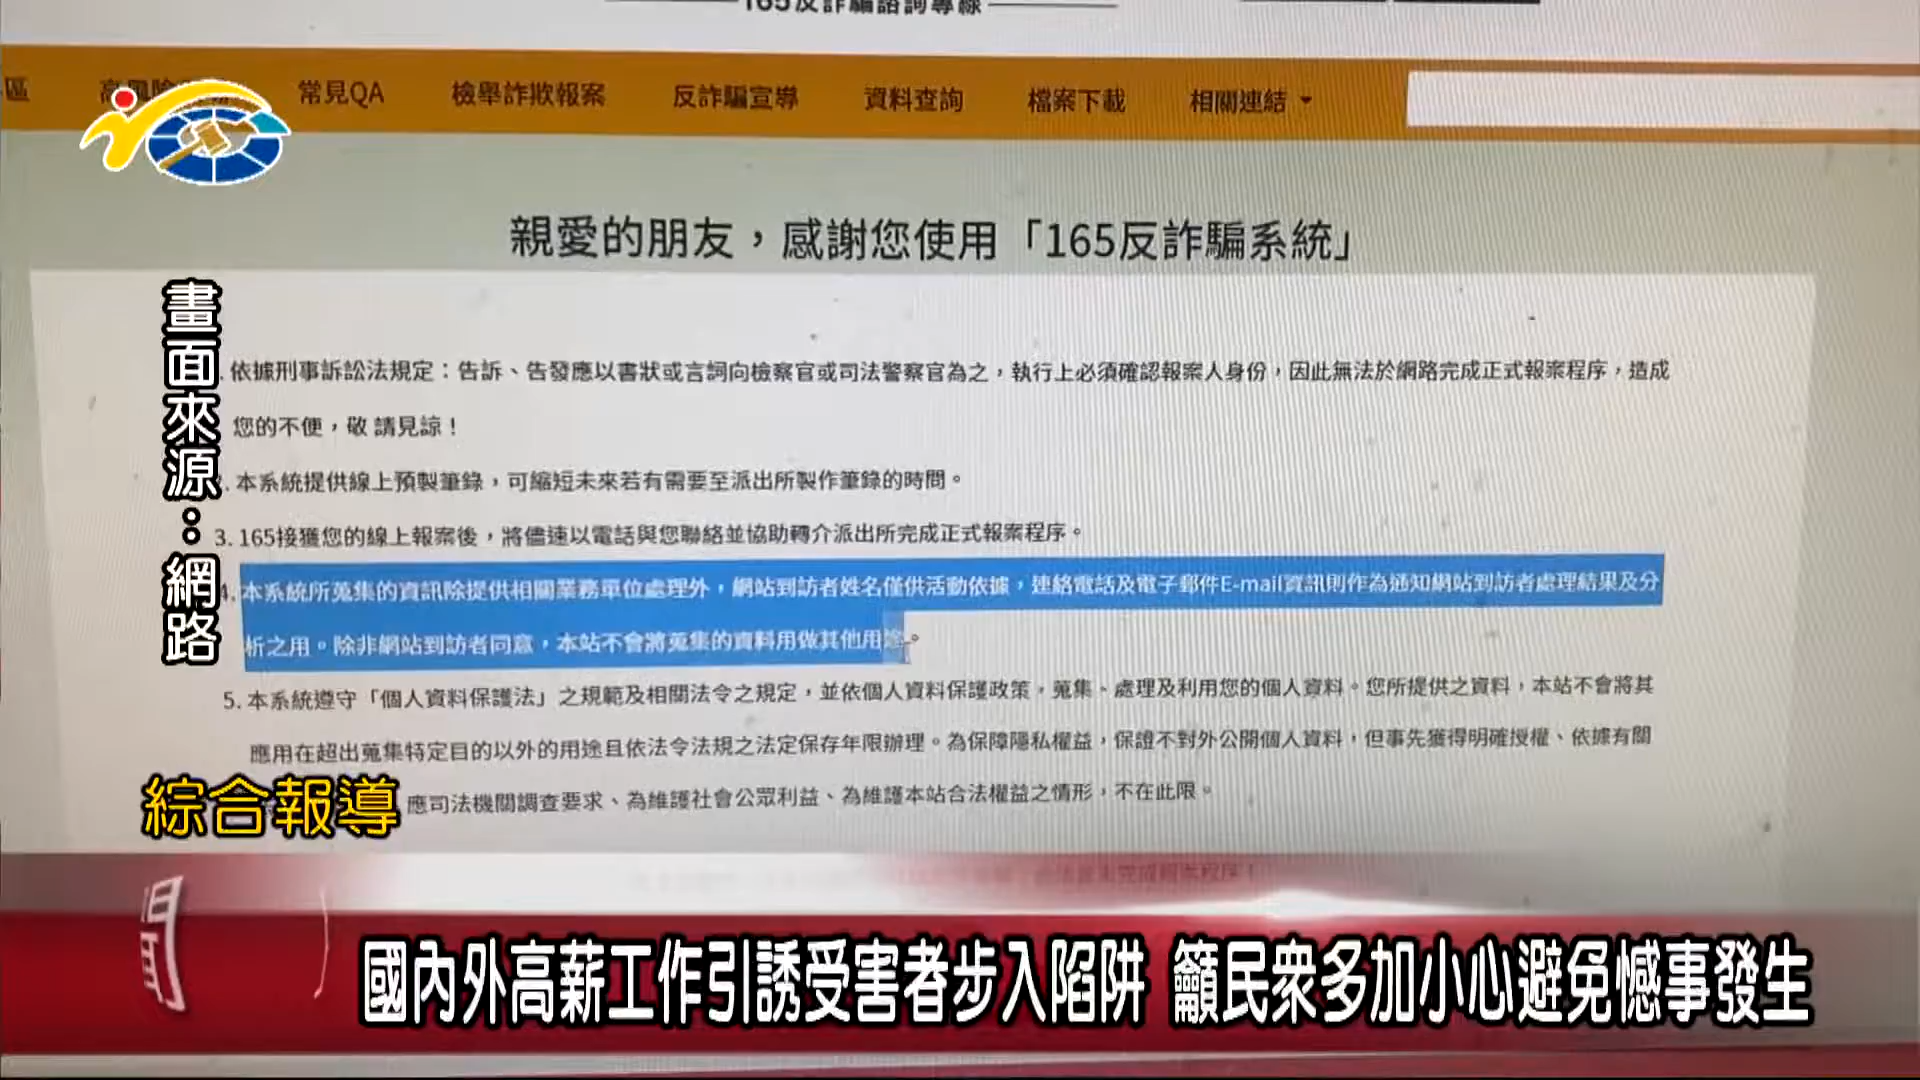 165反詐騙諮詢專線
區
常見QA
檢舉詐欺報案
反詐騙宣導
資料查詢
檔案下載
相關連結
親愛的朋友，感謝您使用「165反詐騙系統」
畫面來源：網路
依據刑事訴訟法規定：告訴、告發應以書狀或言詞向檢察官或司法警察官為之，執行上必須確認報案人身份，因此無法於網路完成正式報案程序，造成
您的不便，敬 請見諒！
本系統提供線上預製筆錄，可縮短未來若有需要至派出所製作筆錄的時間。
3. 165接獲您的線上報案後，將儘速以電話與您聯絡並協助轉介派出所完成正式報案程序。
4. 本系統所蒐集的資訊除提供相關業務單位處理外，網站到訪者姓名僅供活動依據，連絡電話及電子郵件E-mail資訊則作為通知網站到訪者處理結果及分
析之用。除非網站到訪者同意，本站不會將蒐集的資料用做其他用途。
5. 本系統遵守「個人資料保護法」之規範及相關法令之規定，並依個人資料保護政策，蒐集、處理及利用您的個人資料。您所提供之資料，本站不會將其
應用在超出蒐集特定目的以外的用途且依法令法規之法定保存年限辦理。為保障隱私權益，保證不對外公開個人資料，但事先獲得明確授權、依據有關
應司法機關調查要求、為維護社會公眾利益、為維護本站合法權益之情形，不在此限。
綜合報導
國內外高薪工作引誘受害者步入陷阱 籲民眾多加小心避免憾事發生